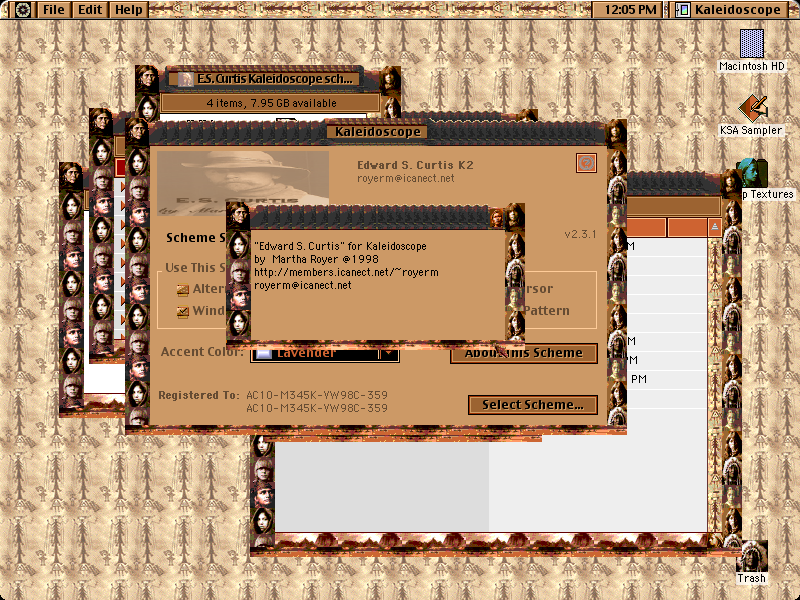 File Edit Help
12:05 PM
Kaleidoscope
Macintosh HD
KSA Sampler
p Textures
E.S. Curtis Kaleidoscope sch...
4 items, 7.95 GB available
Kaleidoscope
Edward S. Curtis K2
royerm@icanect.net
E.S. CURTIS
by
v2.3.1
Scheme S
Use This S
Alter
Wind
rsor
Pattern
"Edward S. Curtis" for Kaleidoscope
by Martha Royer @1998
http://members.icanect.net/~royerm
royerm@icanect.net
Accent Color:
Lavender
About This Scheme
Registered To: AC10-M345K-YW98C-359
AC10-M345K-YW98C-359
Select Scheme...
M
M
PM
PM
Trash